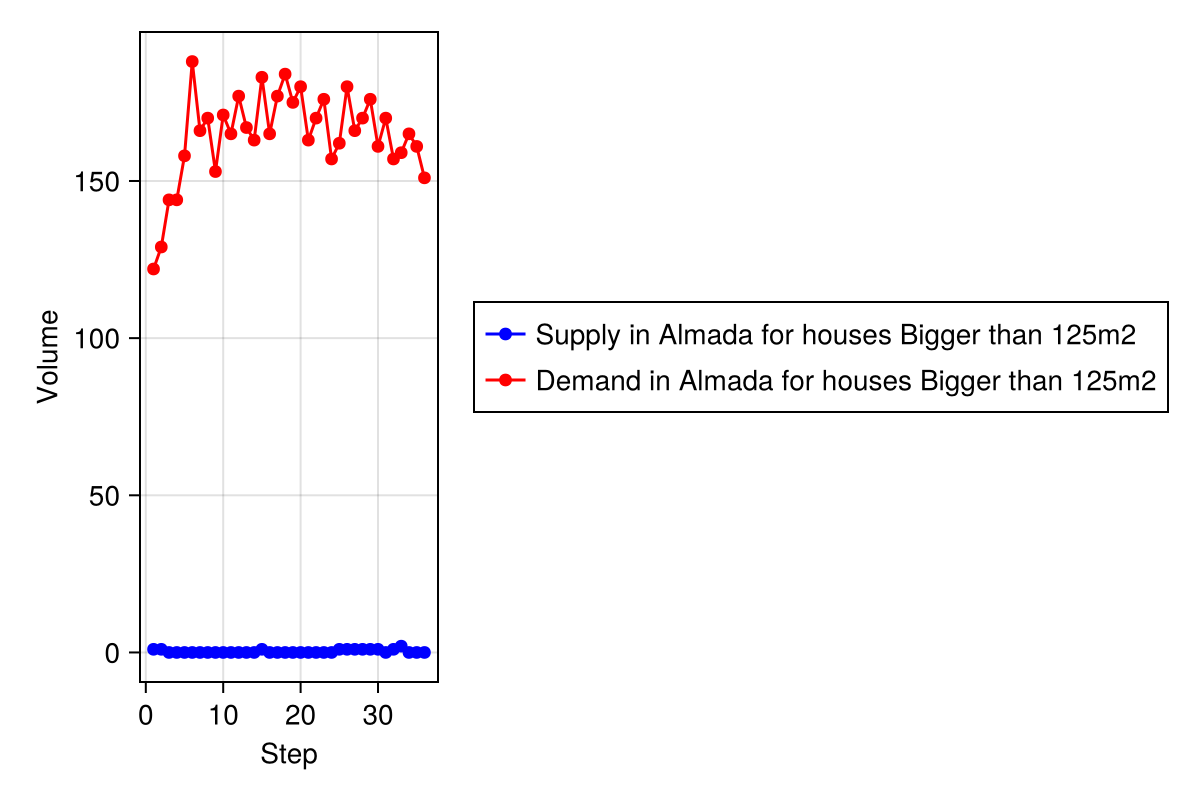 Volume
150
100
50
0
0 10 20 30
Step
Supply in Almada for houses Bigger than 125m2
Demand in Almada for houses Bigger than 125m2